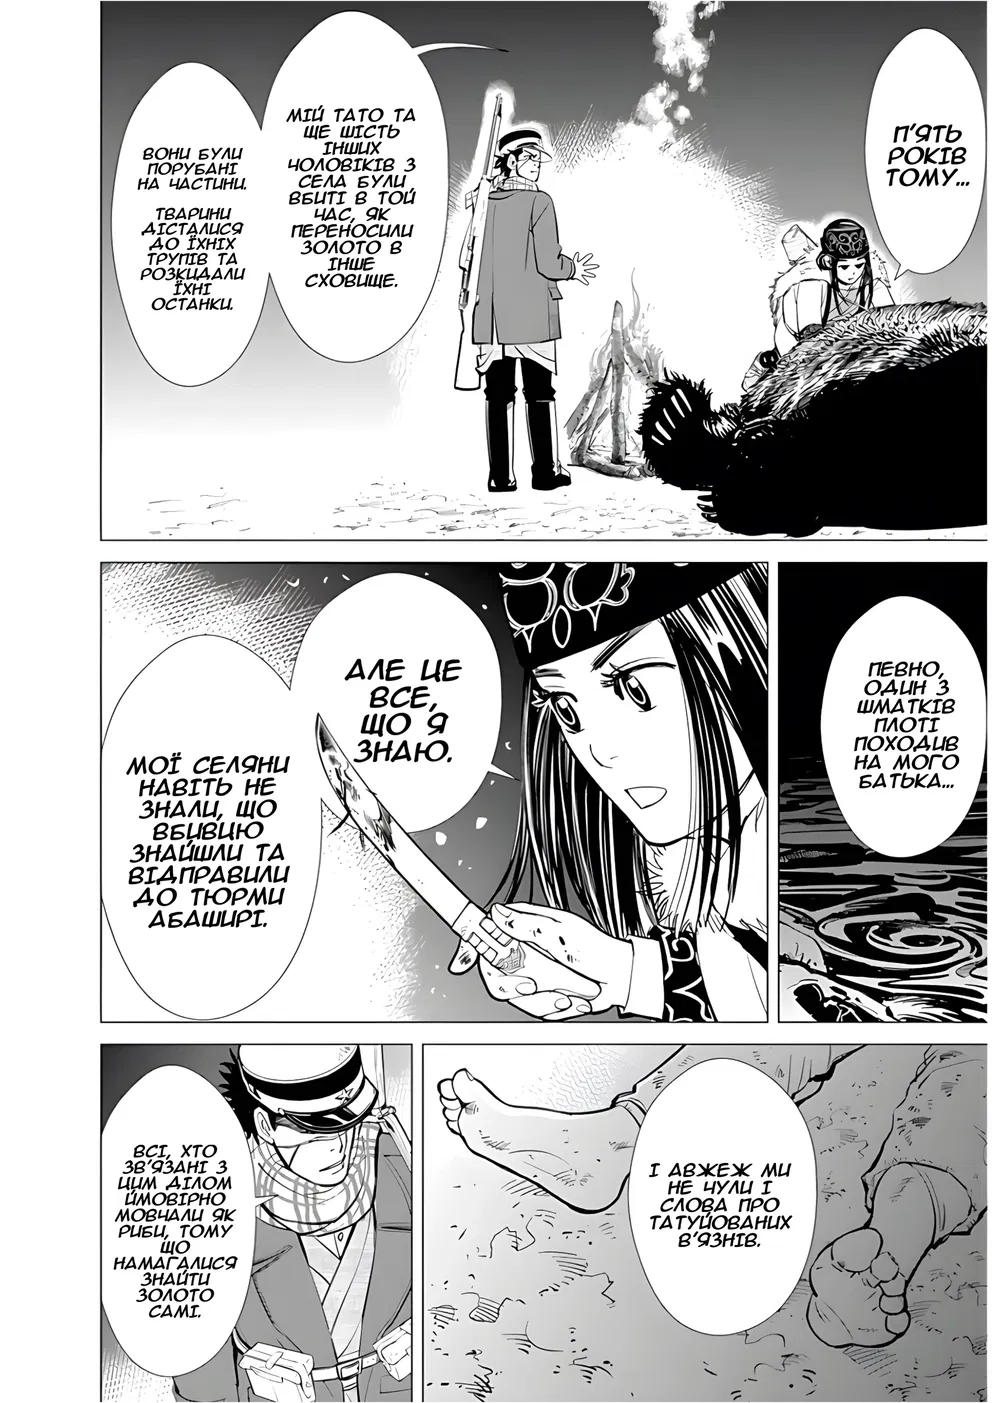 П'ЯТЬ
РОКІВ
ТОМУ...
МІЙ ТАТО ТА
ЩЕ ШІСТЬ
ІНШИХ
ЧОЛОВІКІВ З
СЕЛА БУЛИ
ВБИТІ В ТОЙ
ЧАС, ЯК
ПЕРЕНОСИЛИ
ЗОЛОТО В
ІНШЕ
СХОВИЩЕ.
ВОНИ БУЛИ
ПОРУБАНІ
НА ЧАСТИНИ.
ТВАРИНИ
ДІСТАЛИСЯ
ДО ЇХНІХ
ТРУПІВ ТА
РОЗКИДАЛИ
ЇХНІ
ОСТАНКИ.
ПЕВНО,
ОДИН З
ШМАТКІВ
ПЛОТІ
ПОХОДИВ
НА МОГО
БАТЬКА...
АЛЕ ЦЕ
ВСЕ,
ЩО Я
ЗНАЮ.
МОЇ СЕЛЯНИ
НАВІТЬ НЕ
ЗНАЛИ, ЩО
ВБИВЦЮ
ЗНАЙШЛИ ТА
ВІДПРАВИЛИ
ДО ТЮРМИ
АБАШИРІ.
І АВЖЕЖ МИ
НЕ ЧУЛИ І
СЛОВА ПРО
ТАТУЙОВАНИХ
В'ЯЗНІВ.
ВСІ, ХТО
ЗВ'ЯЗАНІ З
ЦИМ ДІЛОМ
ЙМОВІРНО
МОВЧАЛИ ЯК
РИБИ, ТОМУ
ЩО
НАМАГАЛИСЯ
ЗНАЙТИ
ЗОЛОТО
САМІ.